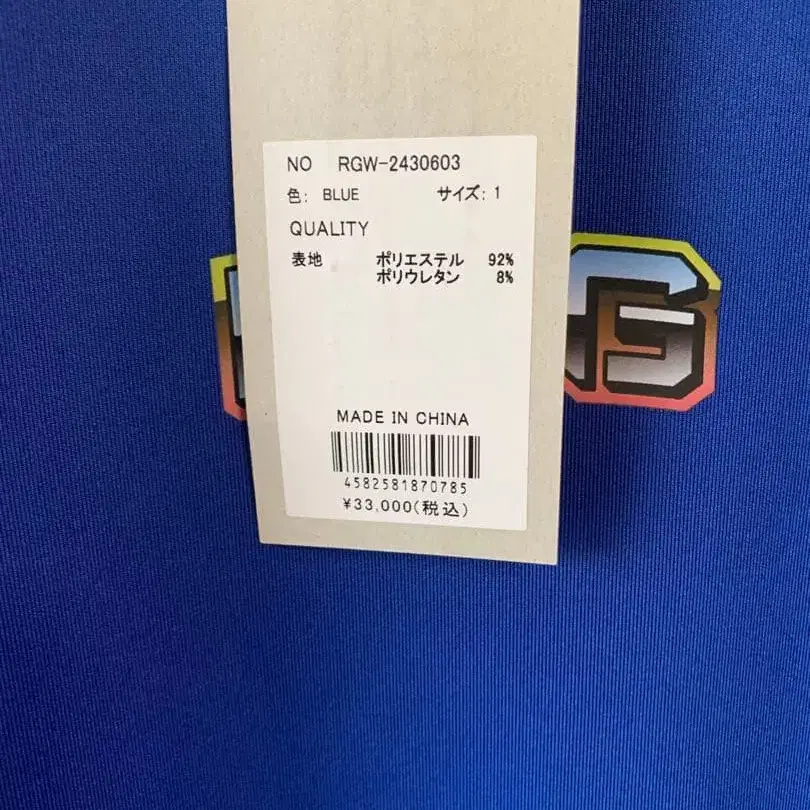 NO RGW-2430603
色: BLUE サイズ: 1
QUALITY
表地 ポリエステル 92%
ポリウレタン 8%
MADE IN CHINA
4582581870785
¥33,000(税込)